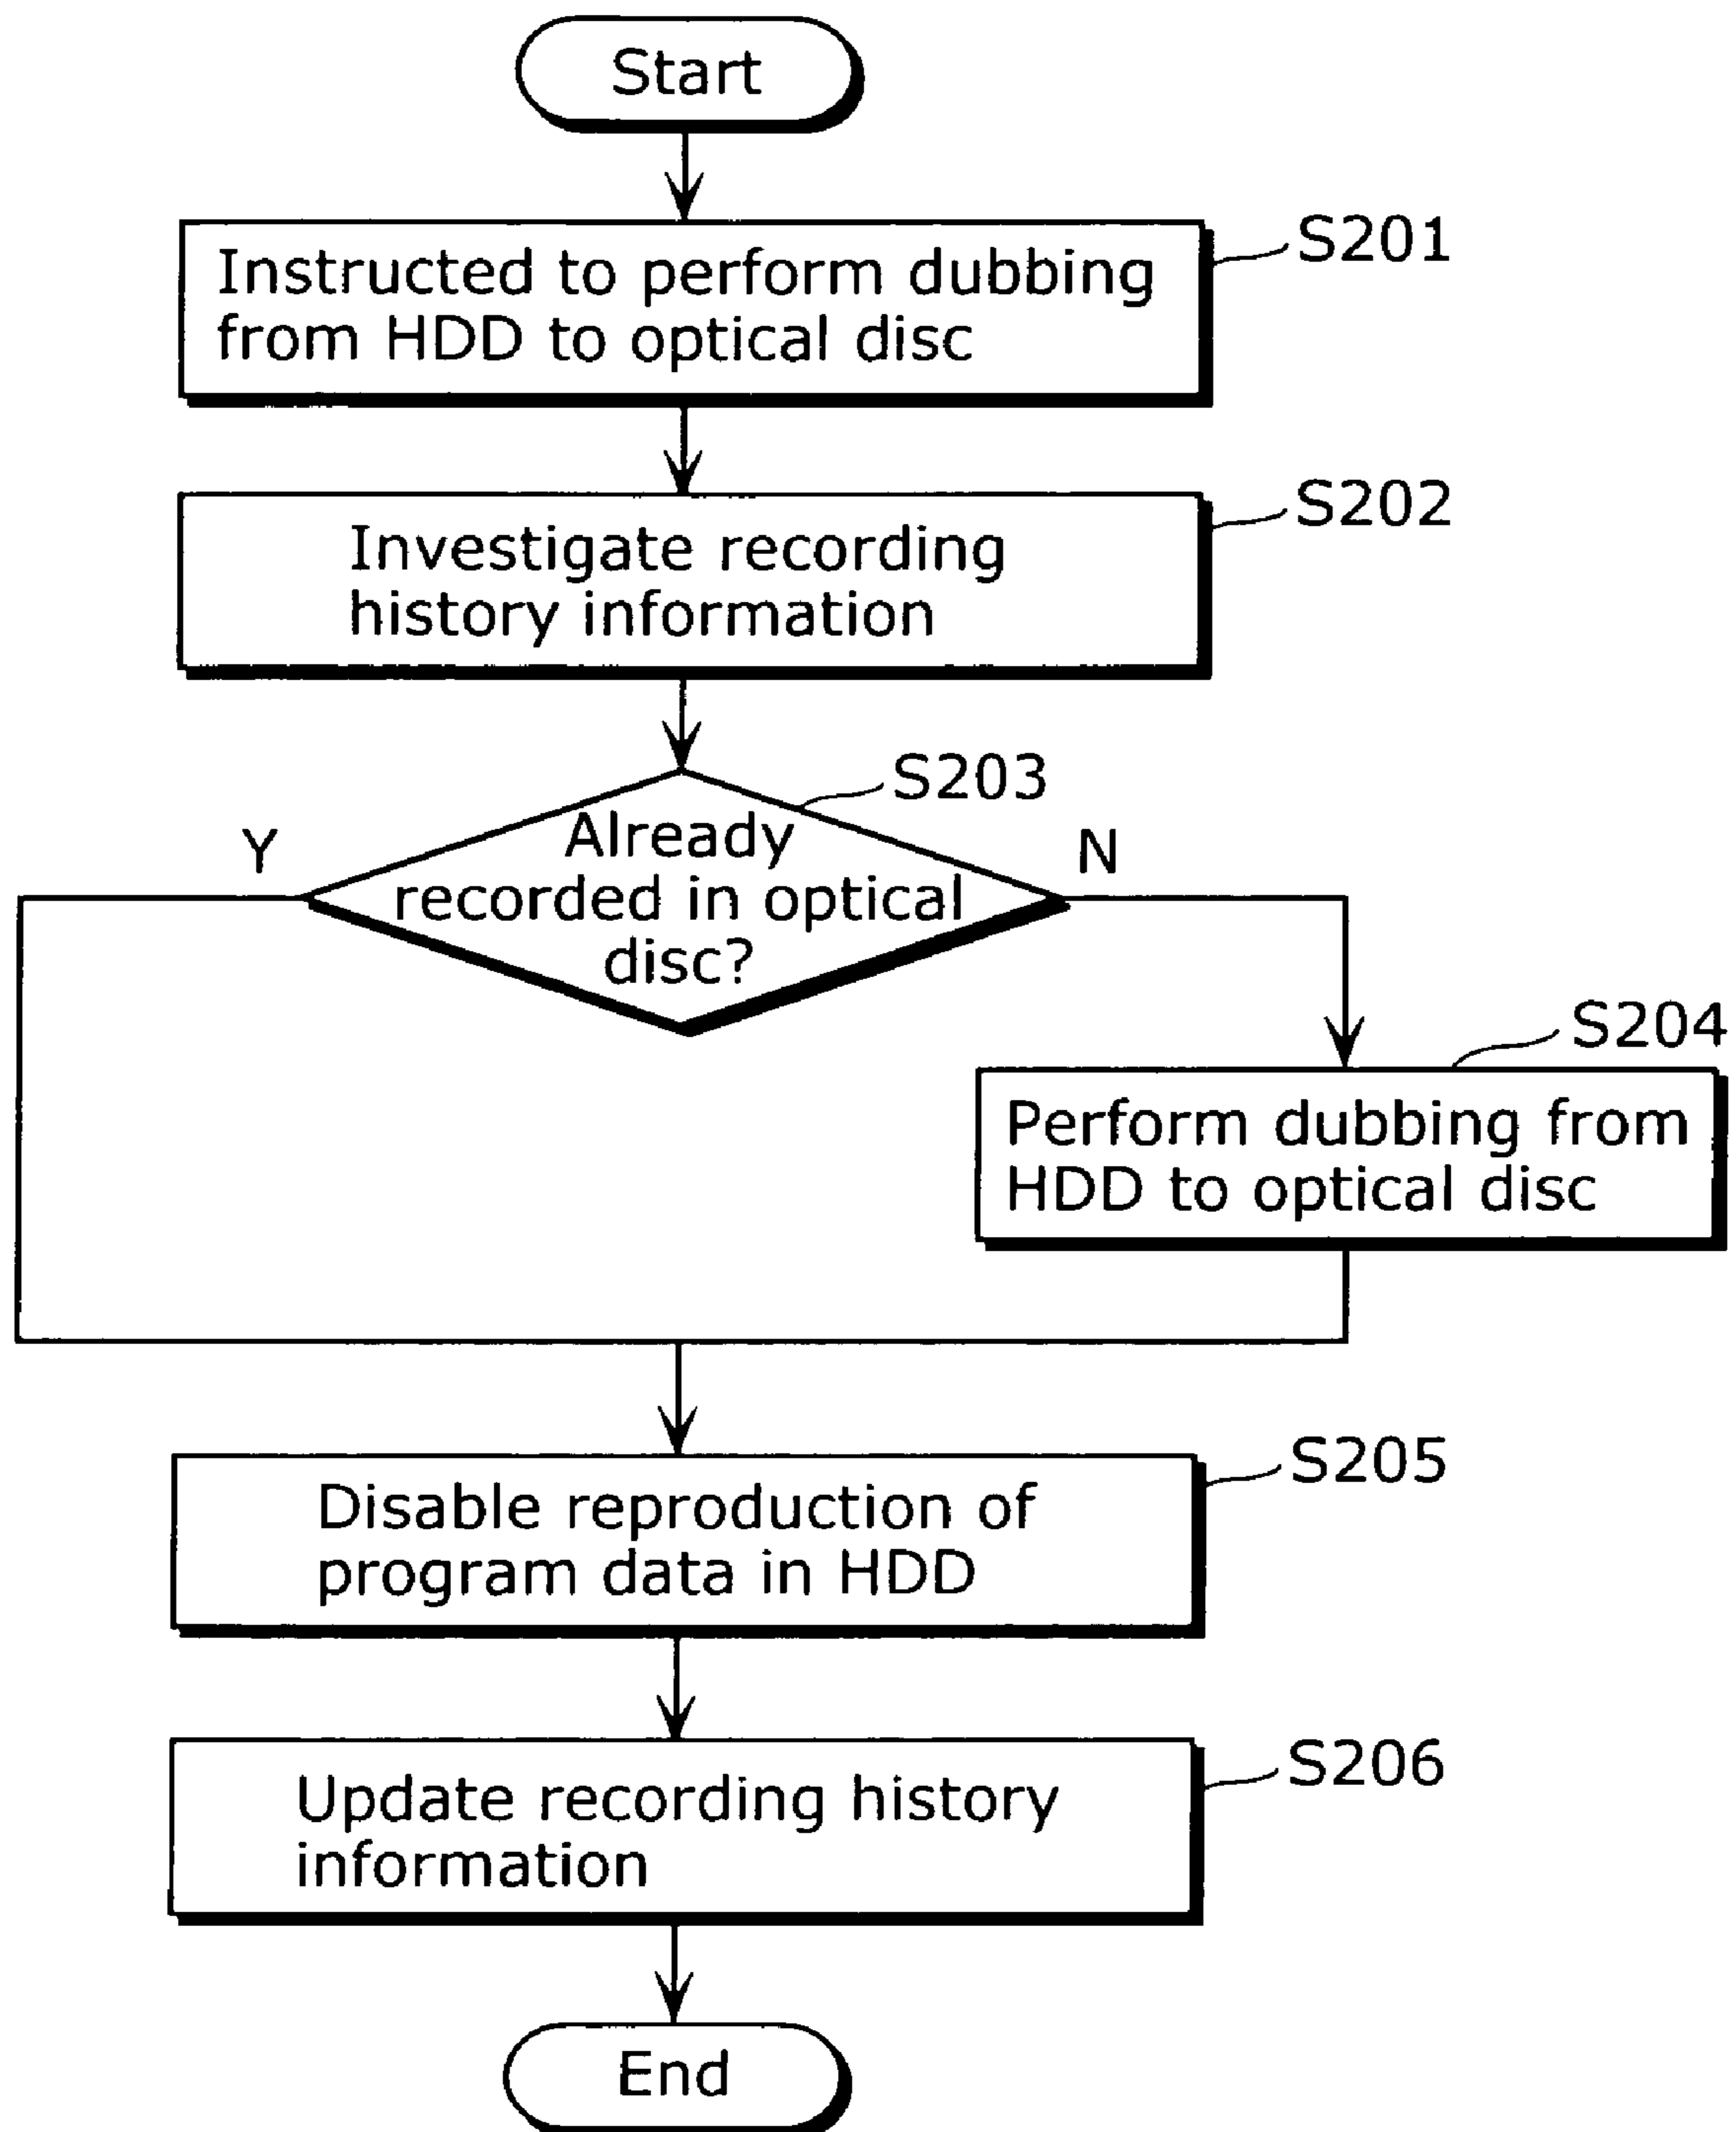 Start
S201
Instructed to perform dubbing
from HDD to optical disc
S202
Investigate recording
history information
S203
Y
N
Already
recorded in optical
disc?
S204
Perform dubbing from
HDD to optical disc
S205
Disable reproduction of
program data in HDD
S206
Update recording history
information
End